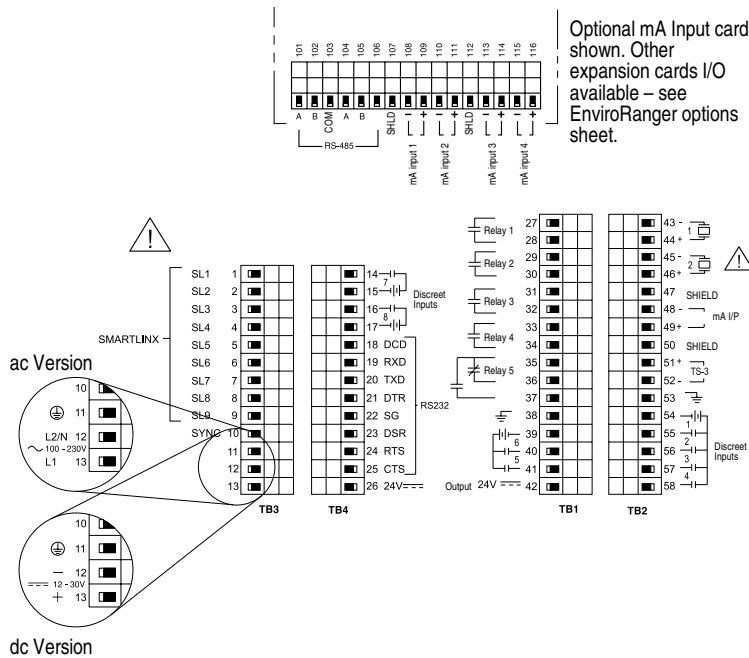 101 102 103 104 105 106 107 108 109 110 111 112 113 114 115 116
A B COM A B SHLD - + - + SHLD - + - +
RS-485 mA input 1 mA input 2 mA input 3 mA input 4
Optional mA Input card
shown. Other
expansion cards I/O
available – see
EnviroRanger options
sheet.
!
SMARTLINX
SL1 1
SL2 2
SL3 3
SL4 4
SL5 5
SL6 6
SL7 7
SL8 8
SL9 9
SYNC 10
11
12
13
TB3
14
15 7
16
17 8
Discreet
Inputs
18 DCD
19 RXD
20 TXD
21 DTR
22 SG
23 DSR
24 RTS
25 CTS
RS232
26 24V
TB4
ac Version
10
11
L2/N 12
100 - 230V
L1 13
10
11
- 12
12 - 30V
+ 13
dc Version
Relay 1 27
28
Relay 2 29
30
Relay 3 31
32
Relay 4 33
34
Relay 5 35
36
37
38
39
6 40
5 41
Output 24V 42
TB1
43 - 1
44 +
45 - 2
46 +
!
47 SHIELD
48 -
mA I/P
49 +
50 SHIELD
51 +
TS-3
52 -
53
54
1
55
2
56
3
57
4
58
Discreet
Inputs
TB2